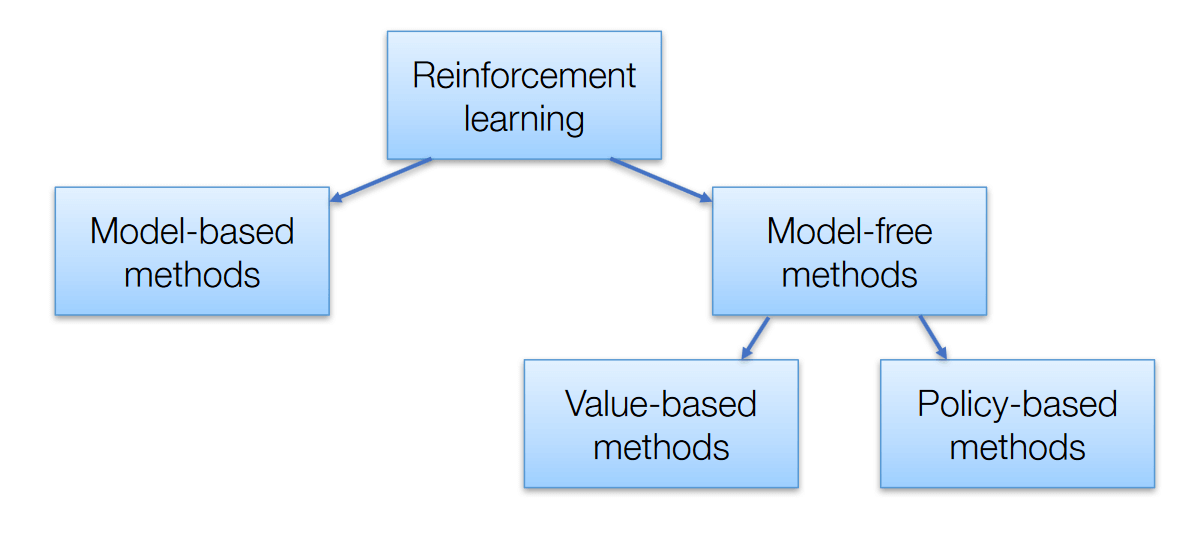 Reinforcement
learning
Model-based
methods
Model-free
methods
Value-based
methods
Policy-based
methods